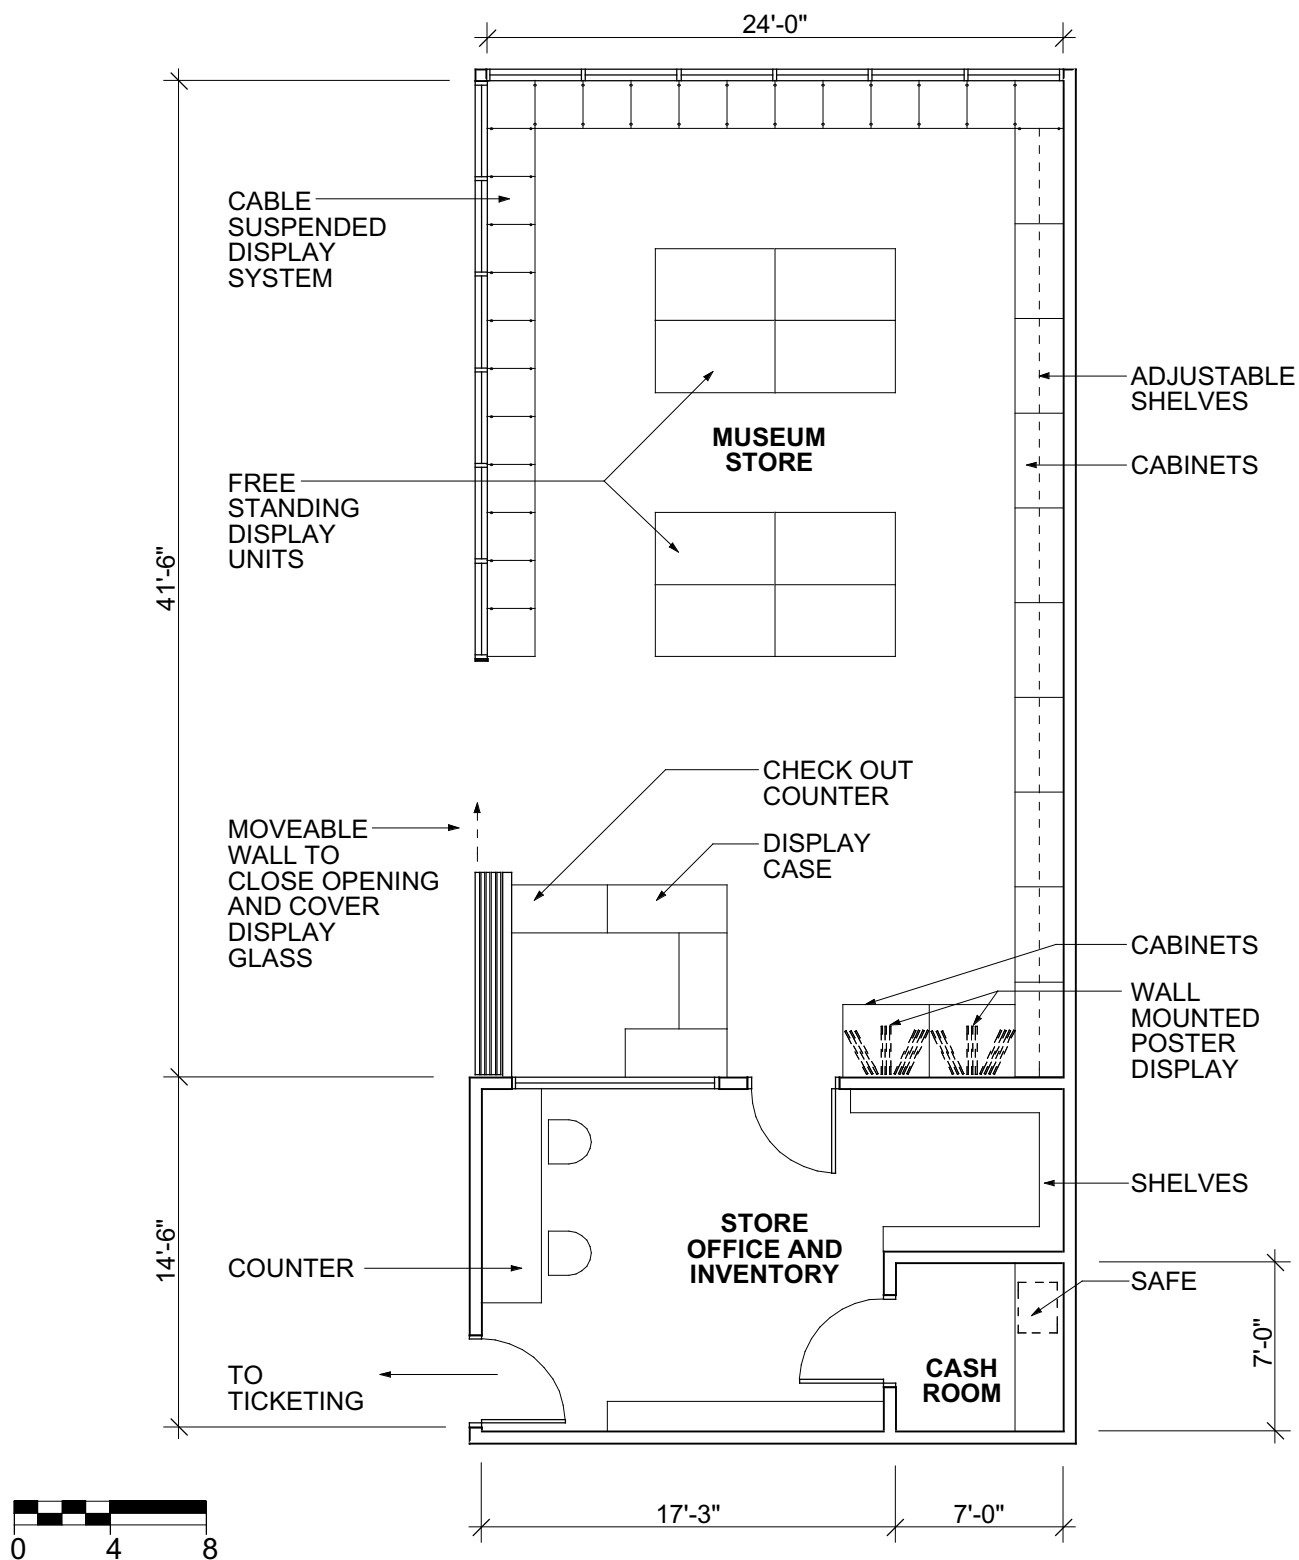 24'-0"
CABLE
SUSPENDED
DISPLAY
SYSTEM
ADJUSTABLE
SHELVES
MUSEUM
STORE
CABINETS
FREE
STANDING
DISPLAY
UNITS
41'-6"
CHECK OUT
COUNTER
MOVEABLE
WALL TO
CLOSE OPENING
AND COVER
DISPLAY
GLASS
DISPLAY
CASE
CABINETS
WALL
MOUNTED
POSTER
DISPLAY
SHELVES
STORE
OFFICE AND
INVENTORY
14'-6"
COUNTER
SAFE
7'-0"
TO
TICKETING
CASH
ROOM
17'-3"
7'-0"
0 4 8